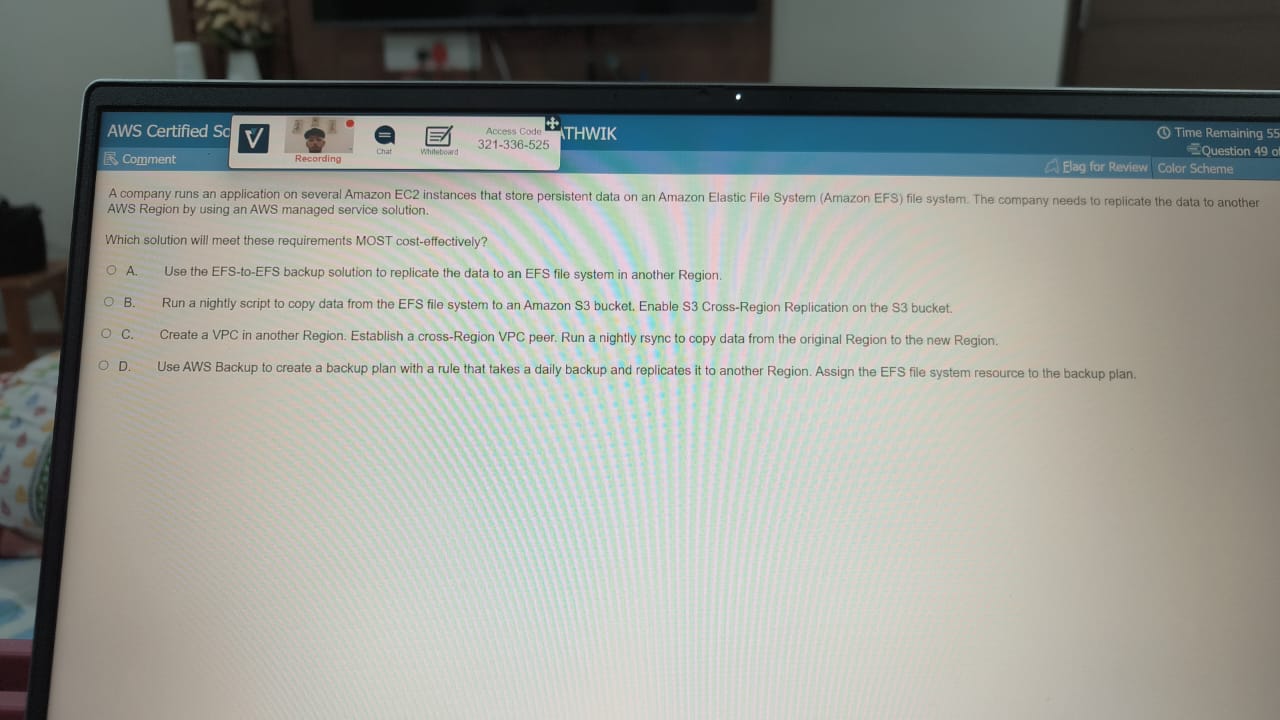 AWS Certified Sc
V
Recording
Chat
Whiteboard
Access Code
321-336-525
ATHWIK
Time Remaining 55
Comment
Question 49 of
Flag for Review
Color Scheme
A company runs an application on several Amazon EC2 instances that store persistent data on an Amazon Elastic File System (Amazon EFS) file system. The company needs to replicate the data to another
AWS Region by using an AWS managed service solution.
Which solution will meet these requirements MOST cost-effectively?
A. Use the EFS-to-EFS backup solution to replicate the data to an EFS file system in another Region.
B. Run a nightly script to copy data from the EFS file system to an Amazon S3 bucket. Enable S3 Cross-Region Replication on the S3 bucket.
C. Create a VPC in another Region. Establish a cross-Region VPC peer. Run a nightly rsync to copy data from the original Region to the new Region.
D. Use AWS Backup to create a backup plan with a rule that takes a daily backup and replicates it to another Region. Assign the EFS file system resource to the backup plan.